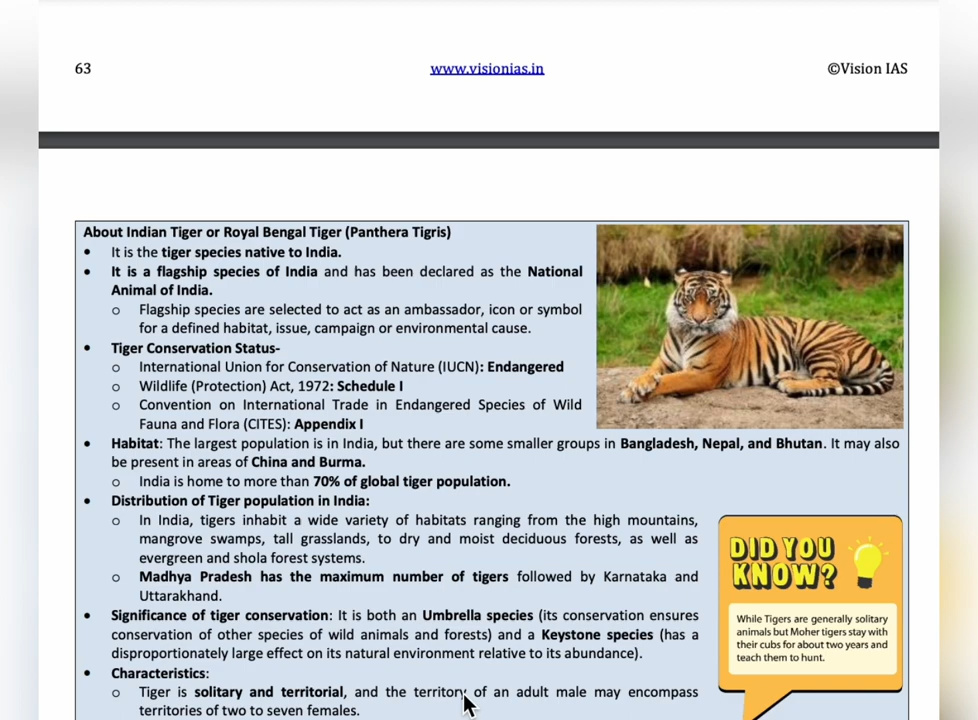 63 www.visionias.in ©Vision IAS
About Indian Tiger or Royal Bengal Tiger (Panthera Tigris)
• It is the tiger species native to India.
• It is a flagship species of India and has been declared as the National
Animal of India.
o Flagship species are selected to act as an ambassador, icon or symbol
for a defined habitat, issue, campaign or environmental cause.
• Tiger Conservation Status-
o International Union for Conservation of Nature (IUCN): Endangered
o Wildlife (Protection) Act, 1972: Schedule I
o Convention on International Trade in Endangered Species of Wild
Fauna and Flora (CITES): Appendix I
• Habitat: The largest population is in India, but there are some smaller groups in Bangladesh, Nepal, and Bhutan. It may also
be present in areas of China and Burma.
o India is home to more than 70% of global tiger population.
• Distribution of Tiger population in India:
o In India, tigers inhabit a wide variety of habitats ranging from the high mountains,
mangrove swamps, tall grasslands, to dry and moist deciduous forests, as well as
evergreen and shola forest systems.
o Madhya Pradesh has the maximum number of tigers followed by Karnataka and
Uttarakhand.
• Significance of tiger conservation: It is both an Umbrella species (its conservation ensures
conservation of other species of wild animals and forests) and a Keystone species (has a
disproportionately large effect on its natural environment relative to its abundance).
• Characteristics:
o Tiger is solitary and territorial, and the territory of an adult male may encompass
territories of two to seven females.
DID YOU
KNOW?
While Tigers are generally solitary
animals but Moher tigers stay with
their cubs for about two years and
teach them to hunt.